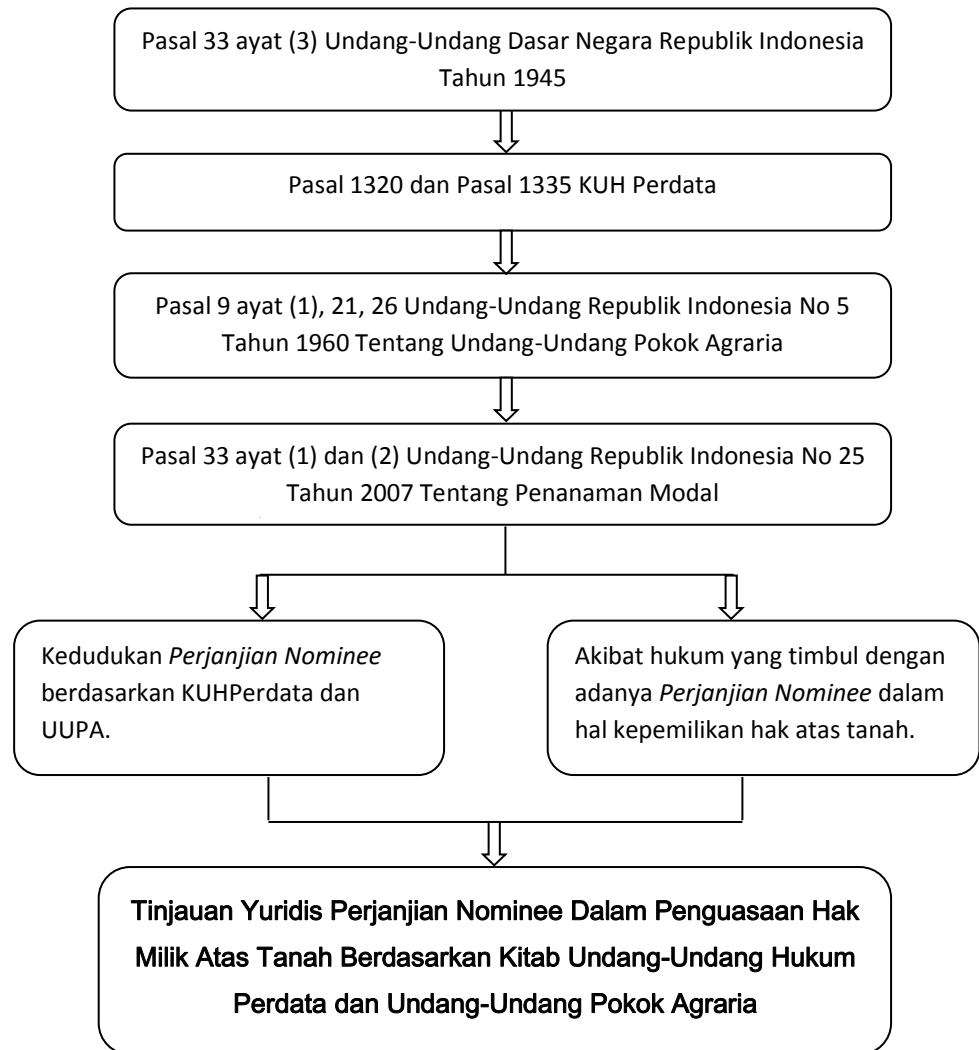 Pasal 33 ayat (3) Undang-Undang Dasar Negara Republik Indonesia
Tahun 1945
Pasal 1320 dan Pasal 1335 KUH Perdata
Pasal 9 ayat (1), 21, 26 Undang-Undang Republik Indonesia No 5
Tahun 1960 Tentang Undang-Undang Pokok Agraria
Pasal 33 ayat (1) dan (2) Undang-Undang Republik Indonesia No 25
Tahun 2007 Tentang Penanaman Modal
Kedudukan Perjanjian Nominee
berdasarkan KUHPerdata dan
UUPA.
Akibat hukum yang timbul dengan
adanya Perjanjian Nominee dalam
hal kepemilikan hak atas tanah.
Tinjauan Yuridis Perjanjian Nominee Dalam Penguasaan Hak
Milik Atas Tanah Berdasarkan Kitab Undang-Undang Hukum
Perdata dan Undang-Undang Pokok Agraria